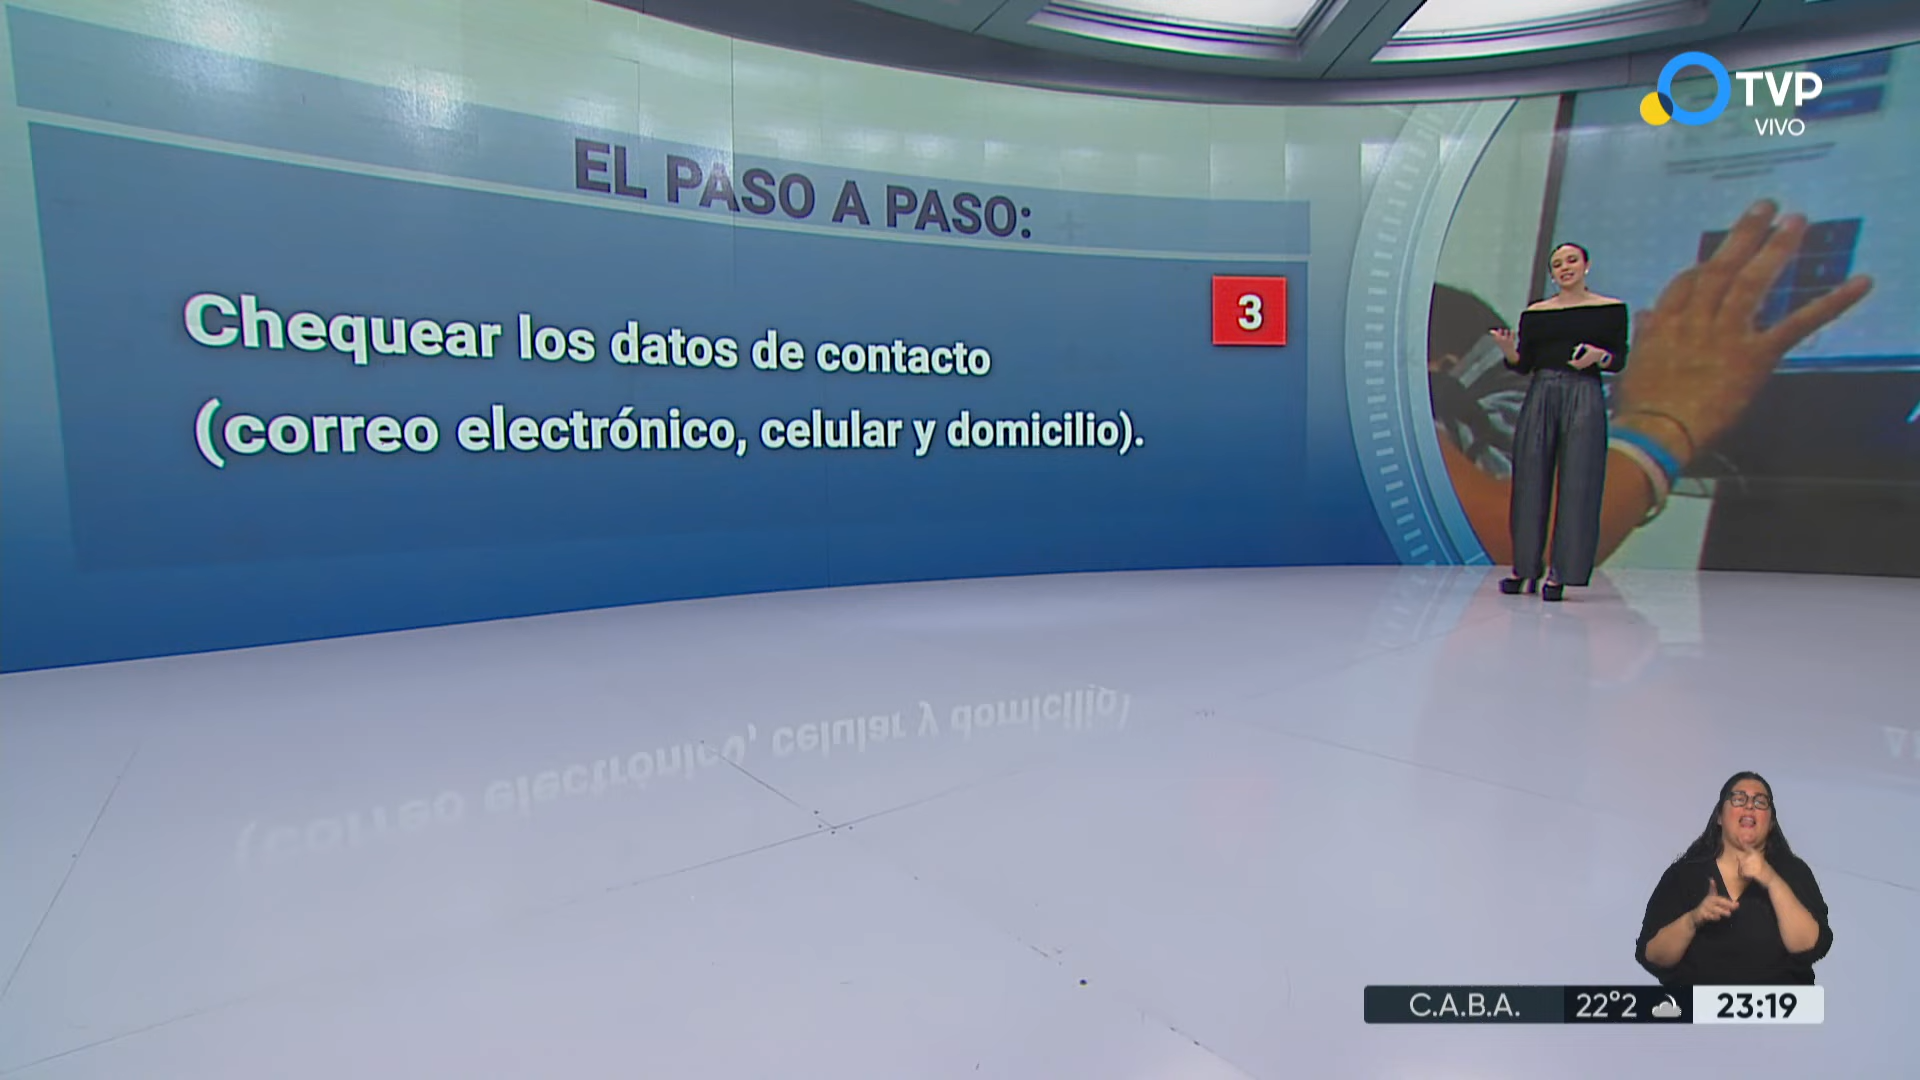 TVP
VIVO
EL PASO A PASO:
3
Chequear los datos de contacto
(correo electrónico, celular y domicilio).
C.A.B.A. 22°2 23:19